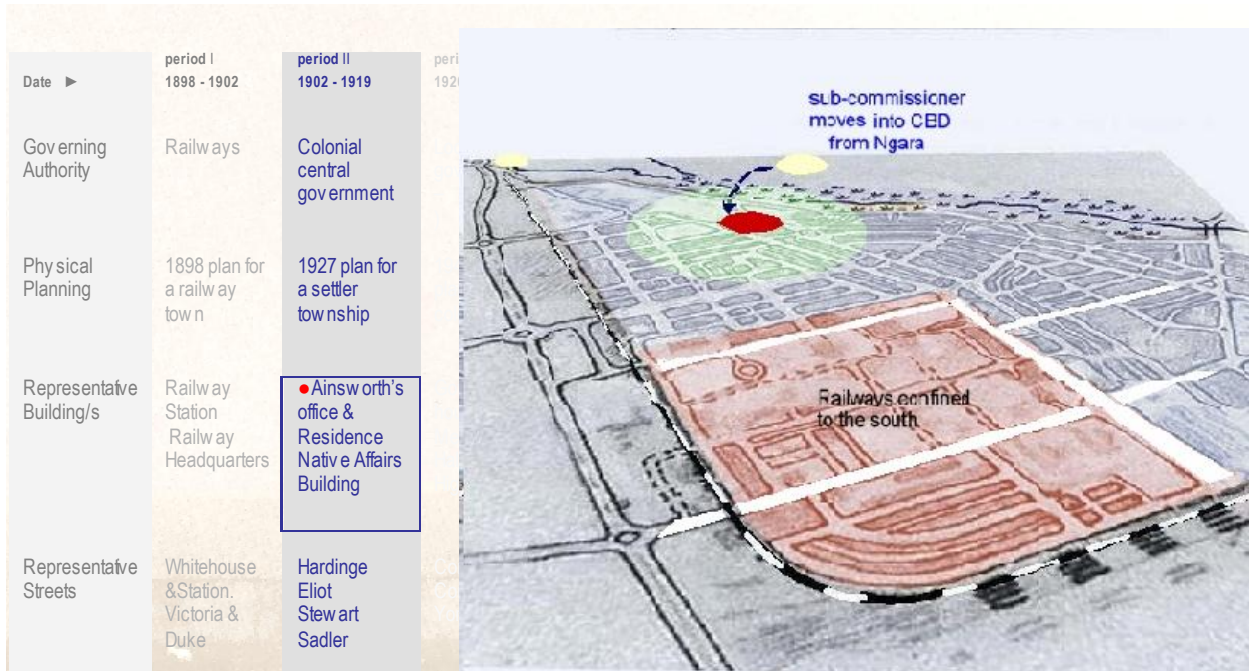 period I
1898 - 1902
period II
1902 - 1919
Date ►
Governing
Authority
Railways
Colonial
central
government
Physical
Planning
1898 plan for
a railway
town
1927 plan for
a settler
township
Representative
Building/s
Railway
Station
Railway
Headquarters
●Ainsworth's
office &
Residence
Native Affairs
Building
Representative
Streets
Whitehouse
&Station.
Victoria &
Duke
Hardinge
Eliot
Stewart
Sadler
sub-commissioner
moves into CBD
from Ngara
Railways confined
to the south